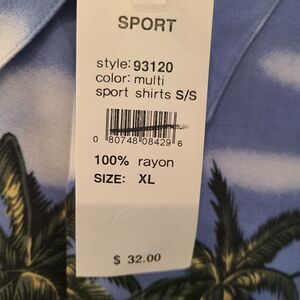 SPORT
style: 93120
color: multi
sport shirts S/S
0 80748 08429 6
100% rayon
SIZE: XL
$ 32.00